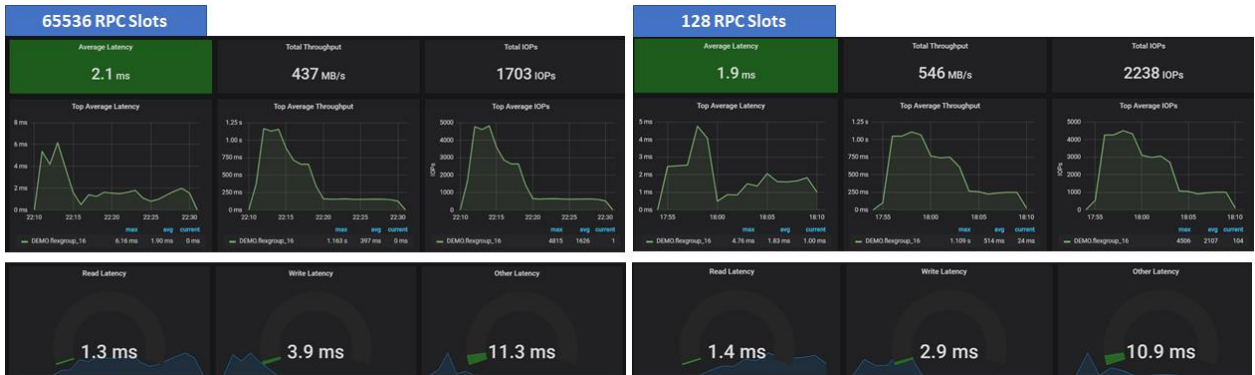 65536 RPC Slots
Average Latency
2.1 ms
Total Throughput
437 MB/s
Total IOPs
1703 IOPs
Top Average Latency
8 ms
6 ms
4 ms
2 ms
0 ms
22:10 22:15 22:20 22:25 22:30
max avg current
DEMO.flexgroup_16 6.16 ms 1.90 ms 0 ms
Top Average Throughput
1.25 s
1.00 s
750 ms
500 ms
250 ms
0 ms
22:10 22:15 22:20 22:25 22:30
max avg current
DEMO.flexgroup_16 1.163 s 397 ms 0 ms
Top Average IOPs
IOPs
5000
4000
3000
2000
1000
0
22:10 22:15 22:20 22:25 22:30
max avg current
DEMO.flexgroup_16 4815 1626 1
Read Latency
1.3 ms
Write Latency
3.9 ms
Other Latency
11.3 ms
128 RPC Slots
Average Latency
1.9 ms
Total Throughput
546 MB/s
Total IOPs
2238 IOPs
Top Average Latency
5 ms
4 ms
3 ms
2 ms
1 ms
0 ms
17:55 18:00 18:05 18:10
max avg current
DEMO.flexgroup_16 4.76 ms 1.83 ms 1.00 ms
Top Average Throughput
1.25 s
1.00 s
750 ms
500 ms
250 ms
0 ms
17:55 18:00 18:05 18:10
max avg current
DEMO.flexgroup_16 1.109 s 514 ms 24 ms
Top Average IOPs
IOPs
5000
4000
3000
2000
1000
0
17:55 18:00 18:05 18:10
max avg current
DEMO.flexgroup_16 4506 2107 104
Read Latency
1.4 ms
Write Latency
2.9 ms
Other Latency
10.9 ms